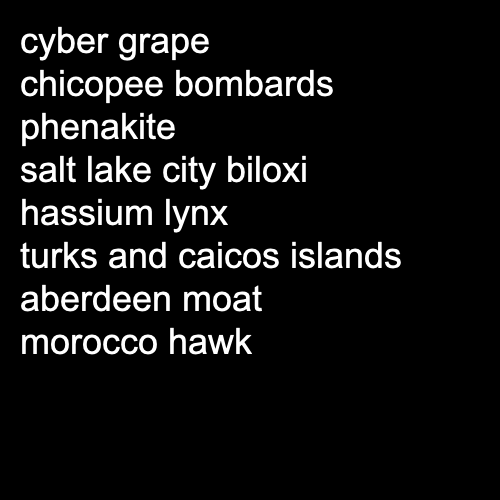 cyber grape
chicopee bombards
phenakite
salt lake city biloxi
hassium lynx
turks and caicos islands
aberdeen moat
morocco hawk